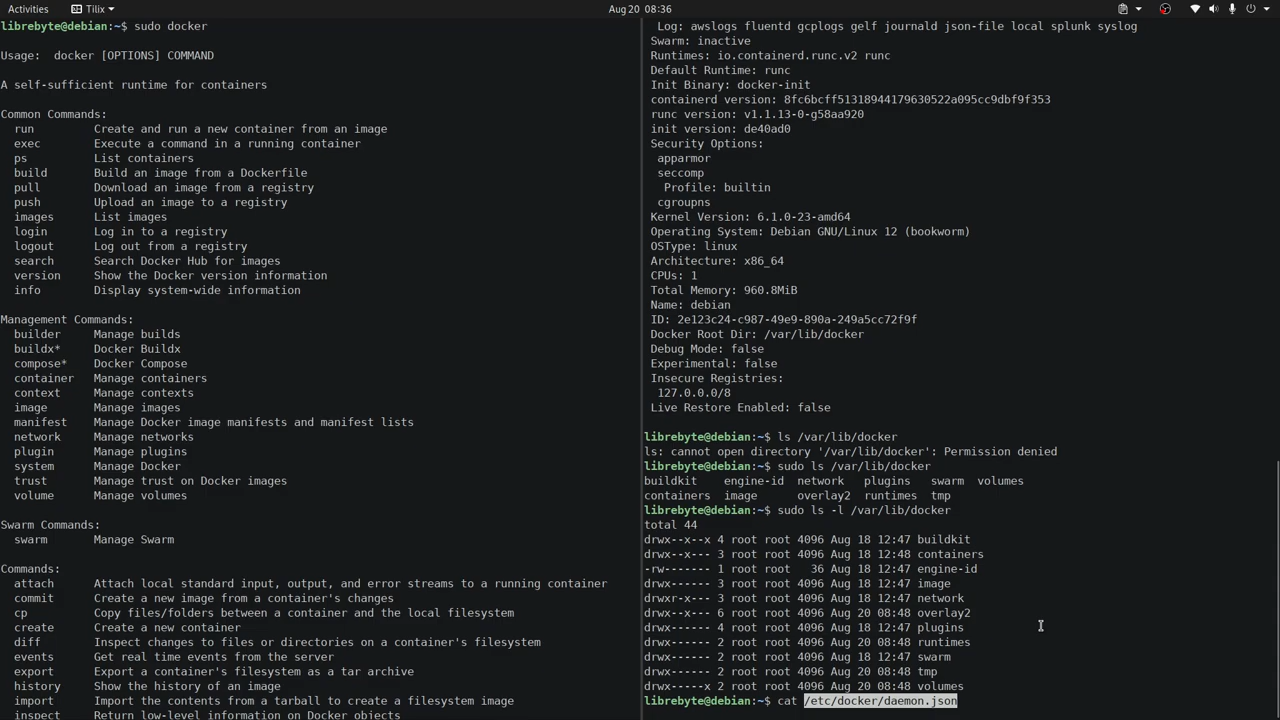 Activities Tilix Aug 20 08:36
librebyte@debian:~$ sudo docker
Usage:  docker [OPTIONS] COMMAND
A self-sufficient runtime for containers
Common Commands:
run Create and run a new container from an image
exec Execute a command in a running container
ps List containers
build Build an image from a Dockerfile
pull Download an image from a registry
push Upload an image to a registry
images List images
login Log in to a registry
logout Log out from a registry
search Search Docker Hub for images
version Show the Docker version information
info Display system-wide information
Management Commands:
builder Manage builds
buildx* Docker Buildx
compose* Docker Compose
container Manage containers
context Manage contexts
image Manage images
manifest Manage Docker image manifests and manifest lists
network Manage networks
plugin Manage plugins
system Manage Docker
trust Manage trust on Docker images
volume Manage volumes
Swarm Commands:
swarm Manage Swarm
Commands:
attach Attach local standard input, output, and error streams to a running container
commit Create a new image from a container's changes
cp Copy files/folders between a container and the local filesystem
create Create a new container
diff Inspect changes to files or directories on a container's filesystem
events Get real time events from the server
export Export a container's filesystem as a tar archive
history Show the history of an image
import Import the contents from a tarball to create a filesystem image
inspect Return low-level information on Docker objects
Log: awslogs fluentd gcplogs gelf journald json-file local splunk syslog
Swarm: inactive
Runtimes: io.containerd.runc.v2 runc
Default Runtime: runc
Init Binary: docker-init
containerd version: 8fc6bcff51318944179630522a095cc9dbf9f353
runc version: v1.1.13-0-g58aa920
init version: de40ad0
Security Options:
apparmor
seccomp
Profile: builtin
cgroupns
Kernel Version: 6.1.0-23-amd64
Operating System: Debian GNU/Linux 12 (bookworm)
OSType: linux
Architecture: x86_64
CPUs: 1
Total Memory: 960.8MiB
Name: debian
ID: 2e123c24-c987-49e9-890a-249a5cc72f9f
Docker Root Dir: /var/lib/docker
Debug Mode: false
Experimental: false
Insecure Registries:
127.0.0.0/8
Live Restore Enabled: false
librebyte@debian:~$ ls /var/lib/docker
ls: cannot open directory '/var/lib/docker': Permission denied
librebyte@debian:~$ sudo ls /var/lib/docker
buildkit engine-id network plugins swarm volumes
containers image overlay2 runtimes tmp
librebyte@debian:~$ sudo ls -l /var/lib/docker
total 44
drwx--x--x 4 root root 4096 Aug 18 12:47 buildkit
drwx--x--- 3 root root 4096 Aug 18 12:48 containers
-rw------- 1 root root   36 Aug 18 12:47 engine-id
drwx------ 3 root root 4096 Aug 18 12:47 image
drwxr-x--- 3 root root 4096 Aug 18 12:47 network
drwx--x--- 6 root root 4096 Aug 20 08:48 overlay2
drwx------ 4 root root 4096 Aug 18 12:47 plugins
drwx------ 2 root root 4096 Aug 20 08:48 runtimes
drwx------ 2 root root 4096 Aug 18 12:47 swarm
drwx------ 2 root root 4096 Aug 20 08:48 tmp
drwx-----x 2 root root 4096 Aug 20 08:48 volumes
librebyte@debian:~$ cat /etc/docker/daemon.json